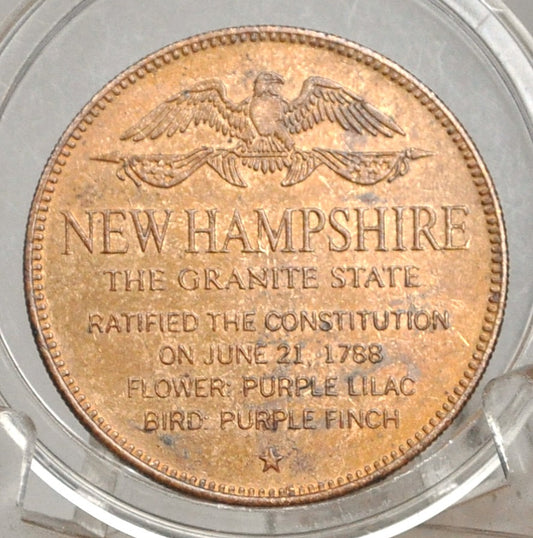 NEW HAMPSHIRE
THE GRANITE STATE
RATIFIED THE CONSTITUTION
ON JUNE 21, 1788
FLOWER: PURPLE LILAC
BIRD: PURPLE FINCH